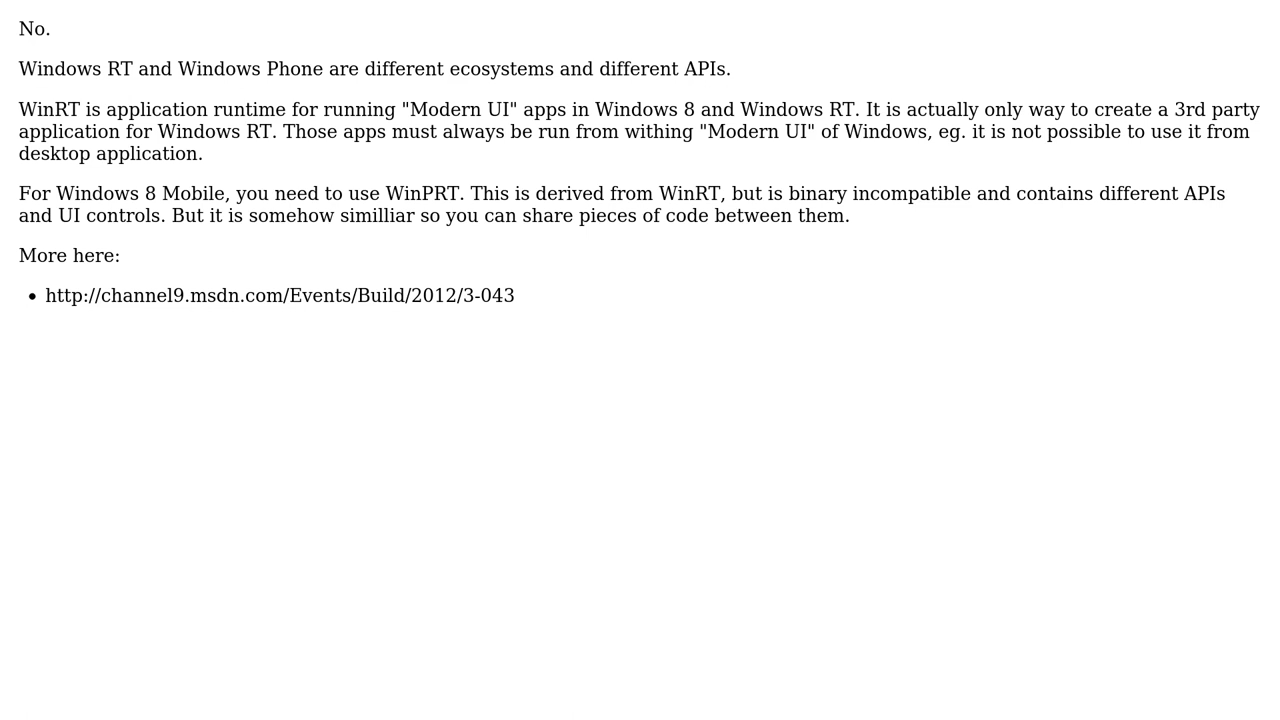 No.
Windows RT and Windows Phone are different ecosystems and different APIs.
WinRT is application runtime for running "Modern UI" apps in Windows 8 and Windows RT. It is actually only way to create a 3rd party
application for Windows RT. Those apps must always be run from withing "Modern UI" of Windows, eg. it is not possible to use it from
desktop application.
For Windows 8 Mobile, you need to use WinPRT. This is derived from WinRT, but is binary incompatible and contains different APIs
and UI controls. But it is somehow similliar so you can share pieces of code between them.
More here:
• http://channel9.msdn.com/Events/Build/2012/3-043